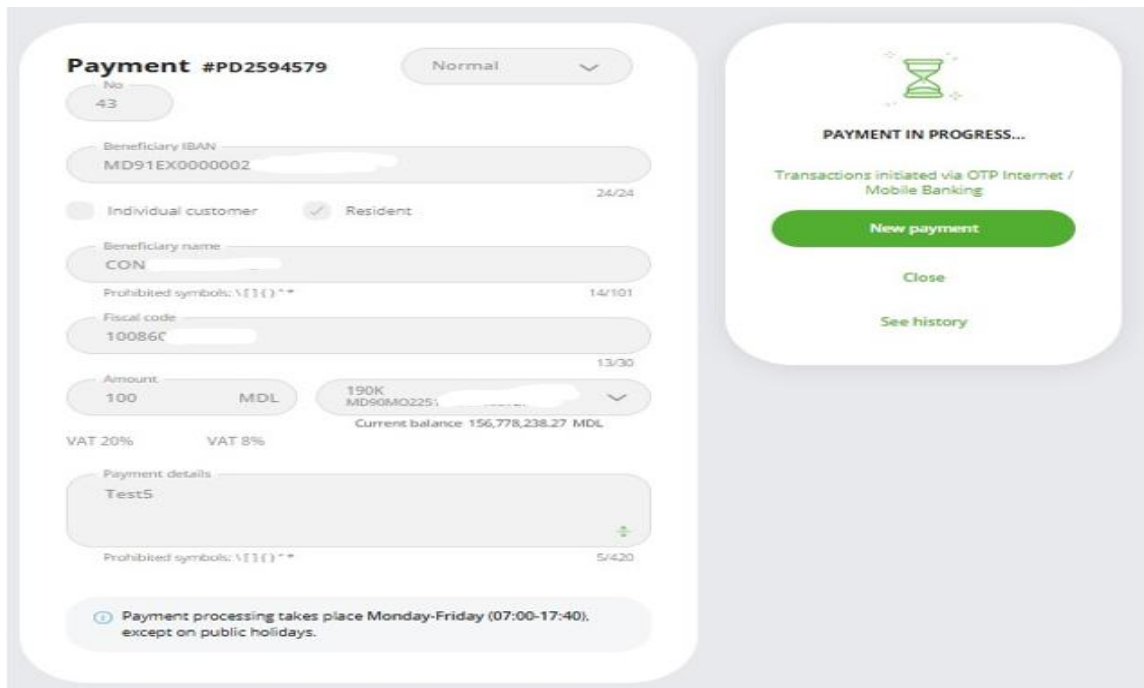 Payment #PD2594579
Normal
No
43
Beneficiary IBAN
MD91EX0000002
24/24
Individual customer
Resident
Beneficiary name
CON
Prohibited symbols: \[]{}^*
14/101
Fiscal code
10086
13/30
Amount
100 MDL
190K
MD90MO225
Current balance 156,778,238.27 MDL
VAT 20% VAT 8%
Payment details
Test5
Prohibited symbols: \[]{}^*
5/420
Payment processing takes place Monday-Friday (07:00-17:40),
except on public holidays.
PAYMENT IN PROGRESS...
Transactions initiated via OTP Internet /
Mobile Banking
New payment
Close
See history